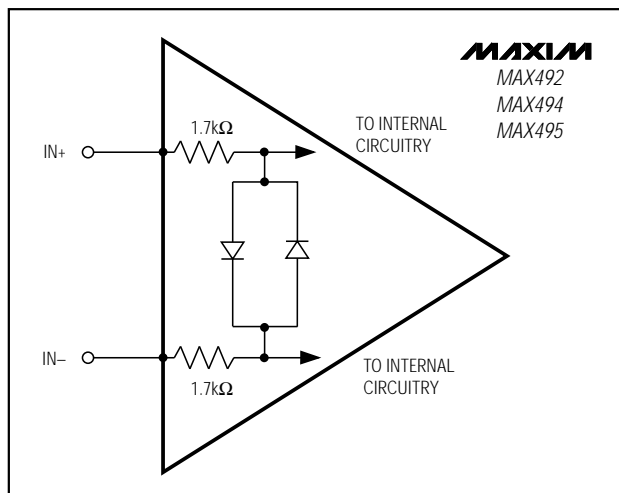 MAXIM
MAX492
MAX494
MAX495
1.7kΩ
TO INTERNAL
CIRCUITRY
IN+
IN–
1.7kΩ
TO INTERNAL
CIRCUITRY